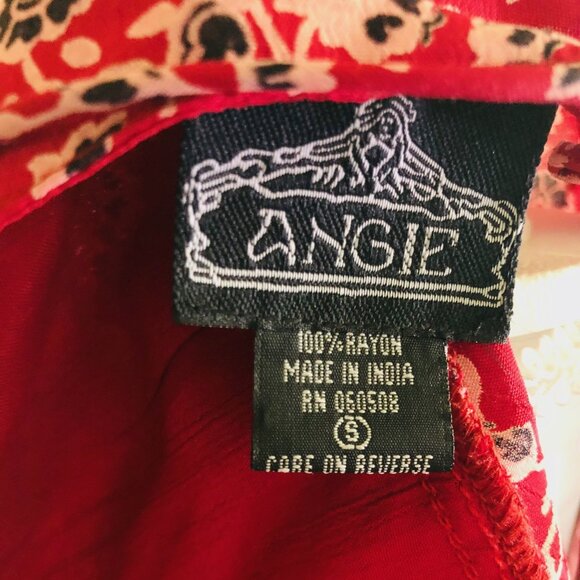 ANGIE
100% RAYON
MADE IN INDIA
RN 060508
S
CARE ON REVERSE